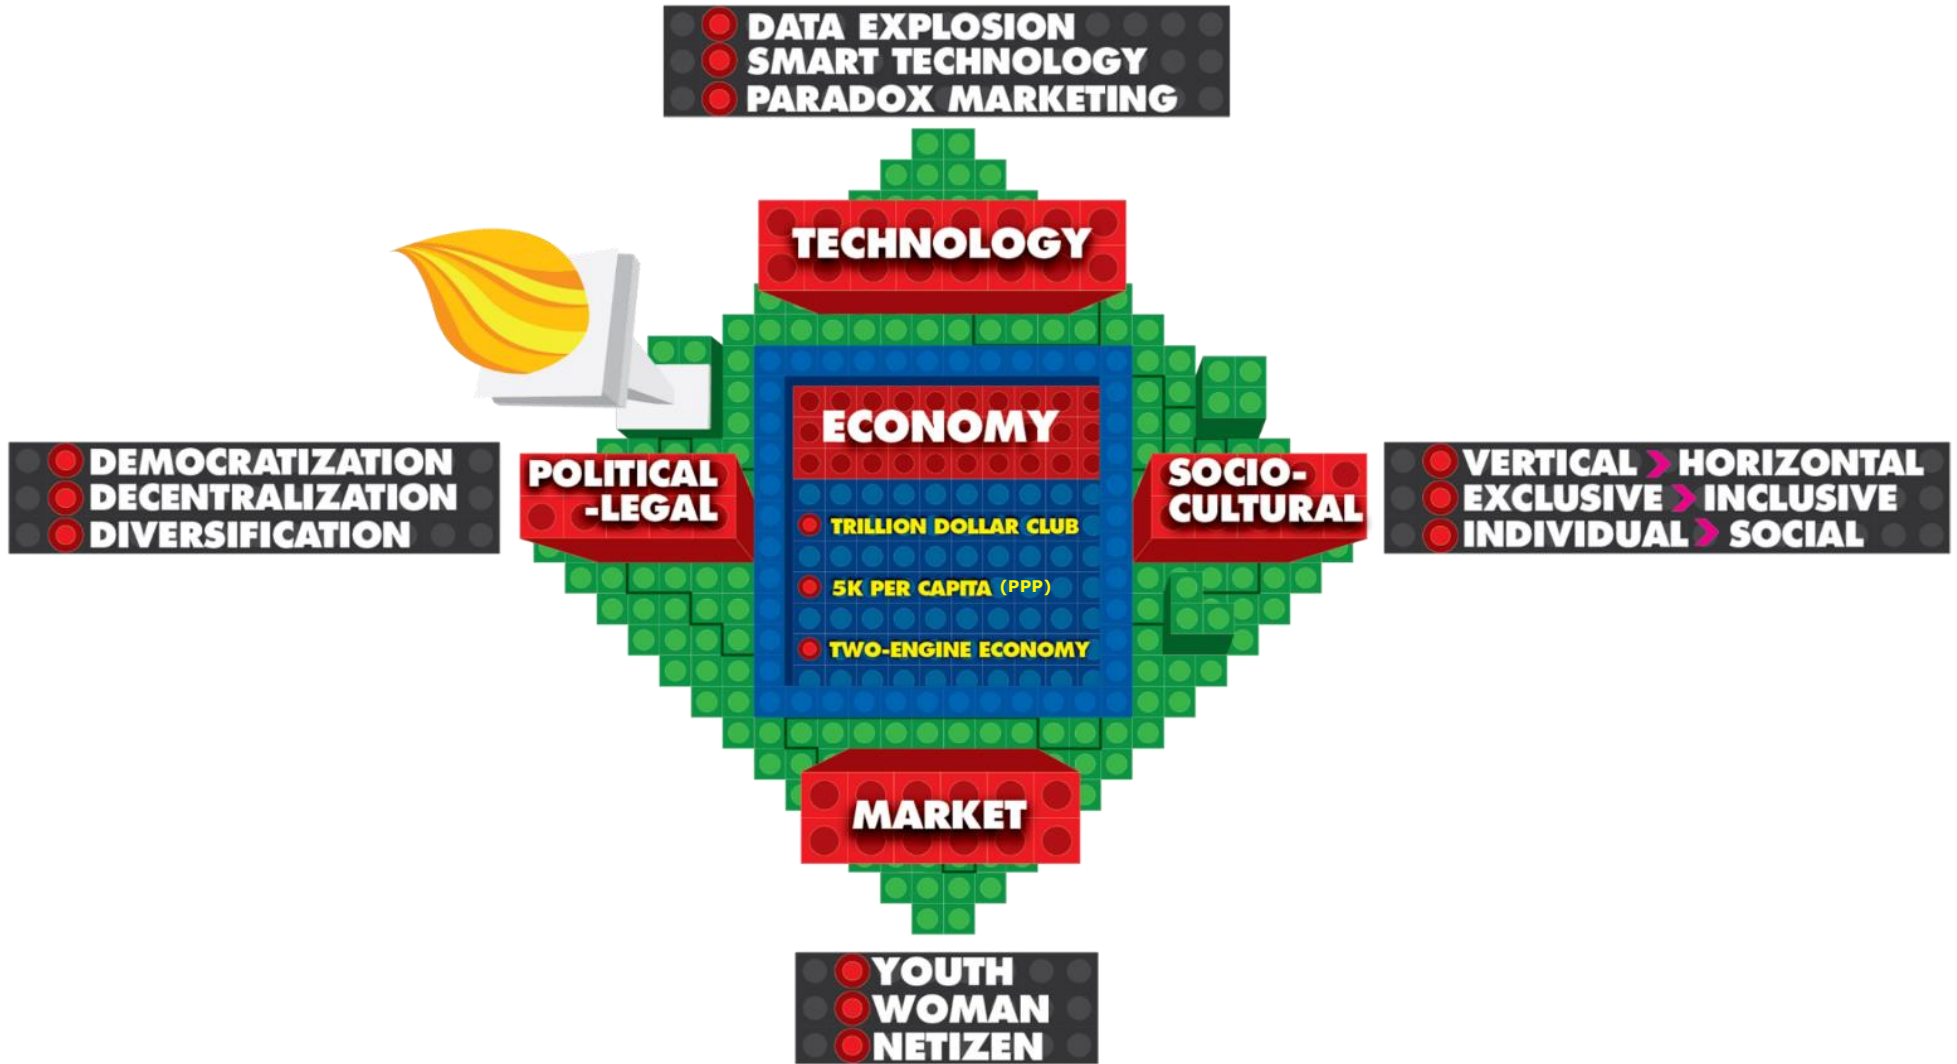 DATA EXPLOSION
SMART TECHNOLOGY
PARADOX MARKETING
TECHNOLOGY
ECONOMY
TRILLION DOLLAR CLUB
5K PER CAPITA (PPP)
TWO-ENGINE ECONOMY
POLITICAL
-LEGAL
DEMOCRATIZATION
DECENTRALIZATION
DIVERSIFICATION
SOCIO-
CULTURAL
VERTICAL > HORIZONTAL
EXCLUSIVE > INCLUSIVE
INDIVIDUAL > SOCIAL
MARKET
YOUTH
WOMAN
NETIZEN